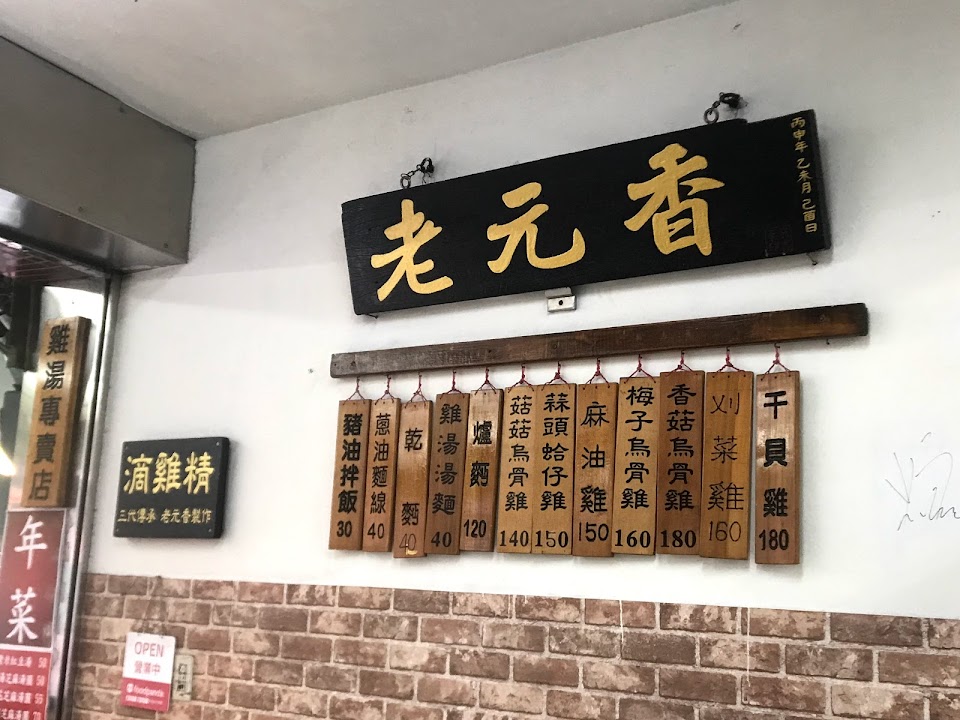 老元香
丙申年乙未月己酉日
雞湯專賣店
滴雞精
三代傳承 老元香製作
豬油拌飯 30
蔥油麵線 40
乾麵 40
雞湯湯麵 40
爐麵 120
菇菇烏骨雞 140
蒜頭蛤仔雞 150
麻油雞 150
梅子烏骨雞 160
香菇烏骨雞 180
刈菜雞 160
干貝雞 180
年菜
OPEN
營業中
foodpanda